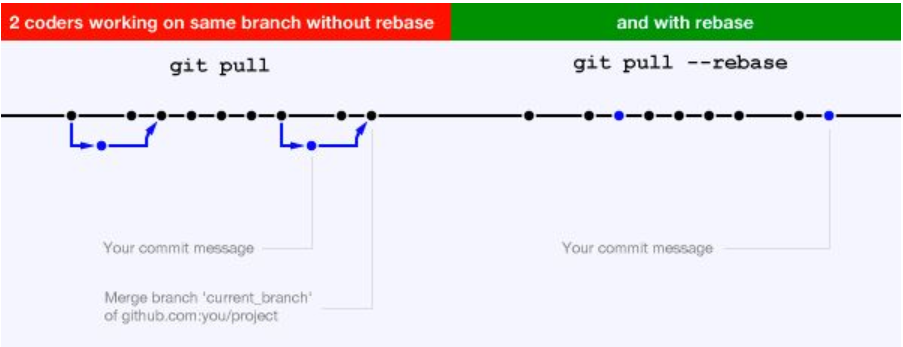 2 coders working on same branch without rebase
and with rebase
git pull
git pull --rebase
Your commit message
Your commit message
Merge branch 'current_branch'
of github.com:you/project